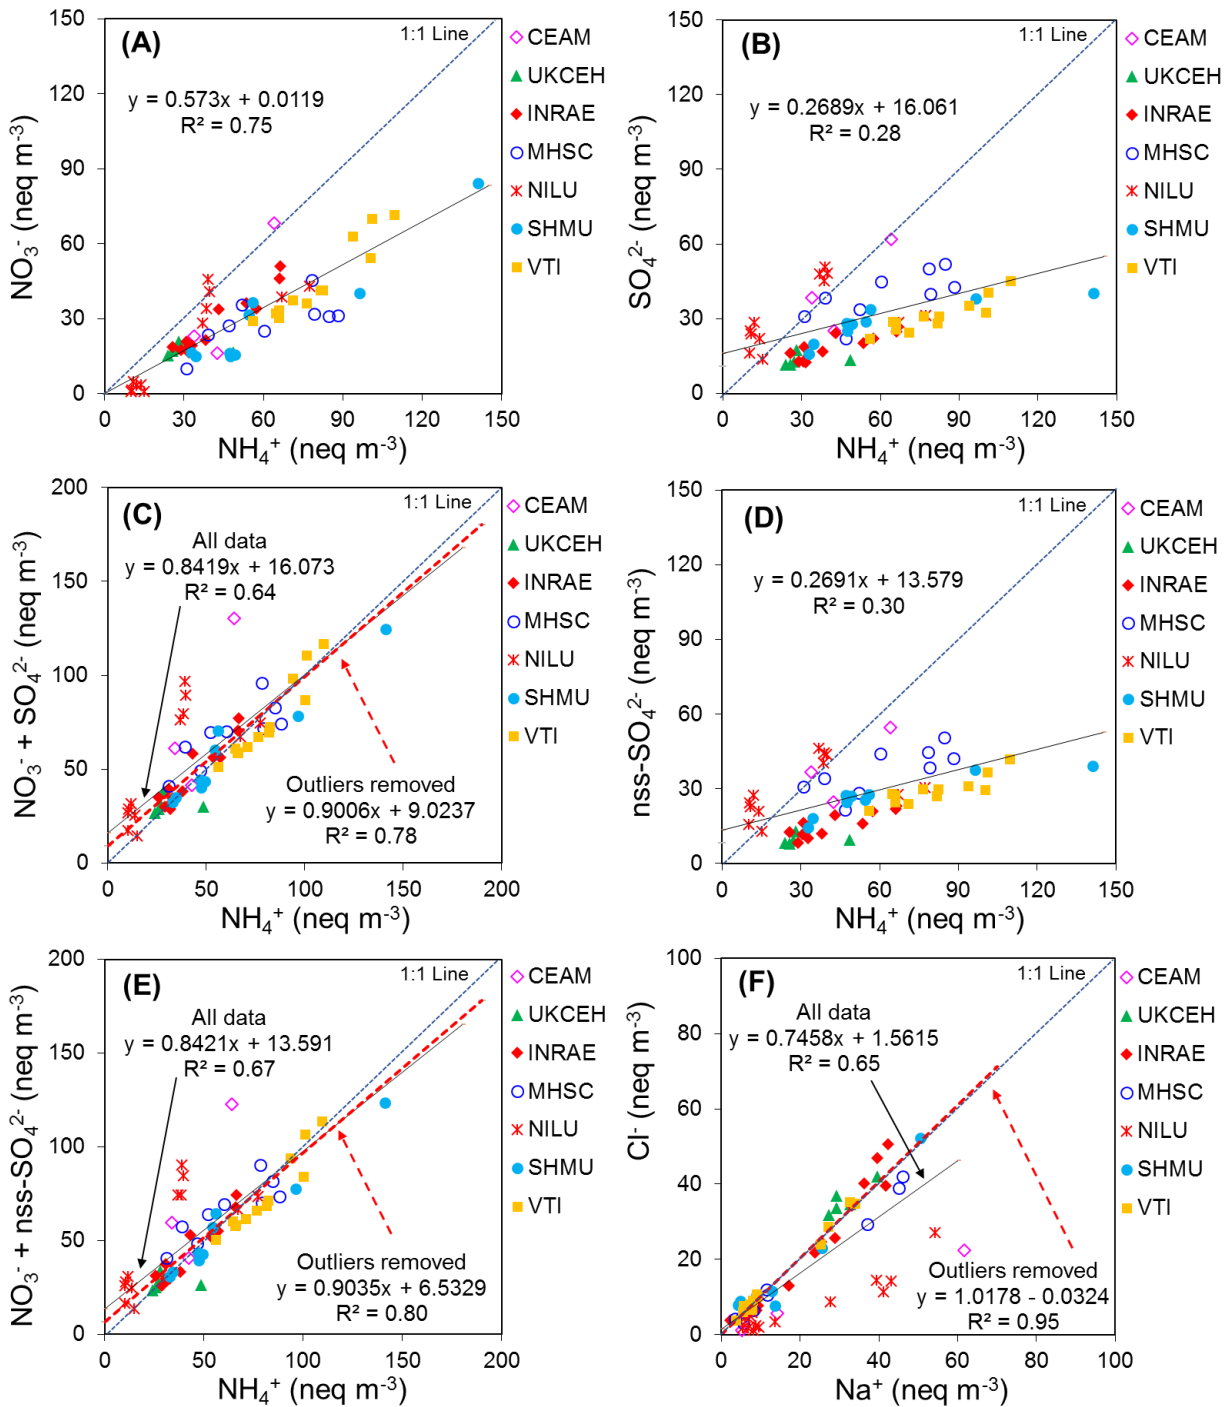 (A)
1:1 Line
y = 0.573x + 0.0119
R² = 0.75
150
120
90
60
30
0
0 30 60 90 120 150
NO₃⁻ (neq m⁻³)
NH₄⁺ (neq m⁻³)
CEAM
UKCEH
INRAE
MHSC
NILU
SHMU
VTI
(B)
1:1 Line
y = 0.2689x + 16.061
R² = 0.28
150
120
90
60
30
0
0 30 60 90 120 150
SO₄²⁻ (neq m⁻³)
NH₄⁺ (neq m⁻³)
CEAM
UKCEH
INRAE
MHSC
NILU
SHMU
VTI
(C)
1:1 Line
All data
y = 0.8419x + 16.073
R² = 0.64
Outliers removed
y = 0.9006x + 9.0237
R² = 0.78
200
150
100
50
0
0 50 100 150 200
NO₃⁻ + SO₄²⁻ (neq m⁻³)
NH₄⁺ (neq m⁻³)
CEAM
UKCEH
INRAE
MHSC
NILU
SHMU
VTI
(D)
1:1 Line
y = 0.2691x + 13.579
R² = 0.30
150
120
90
60
30
0
0 30 60 90 120 150
nss-SO₄²⁻ (neq m⁻³)
NH₄⁺ (neq m⁻³)
CEAM
UKCEH
INRAE
MHSC
NILU
SHMU
VTI
(E)
1:1 Line
All data
y = 0.8421x + 13.591
R² = 0.67
Outliers removed
y = 0.9035x + 6.5329
R² = 0.80
200
150
100
50
0
0 50 100 150 200
NO₃⁻ + nss-SO₄²⁻ (neq m⁻³)
NH₄⁺ (neq m⁻³)
CEAM
UKCEH
INRAE
MHSC
NILU
SHMU
VTI
(F)
1:1 Line
All data
y = 0.7458x + 1.5615
R² = 0.65
Outliers removed
y = 1.0178 - 0.0324
R² = 0.95
100
80
60
40
20
0
0 20 40 60 80 100
Cl⁻ (neq m⁻³)
Na⁺ (neq m⁻³)
CEAM
UKCEH
INRAE
MHSC
NILU
SHMU
VTI